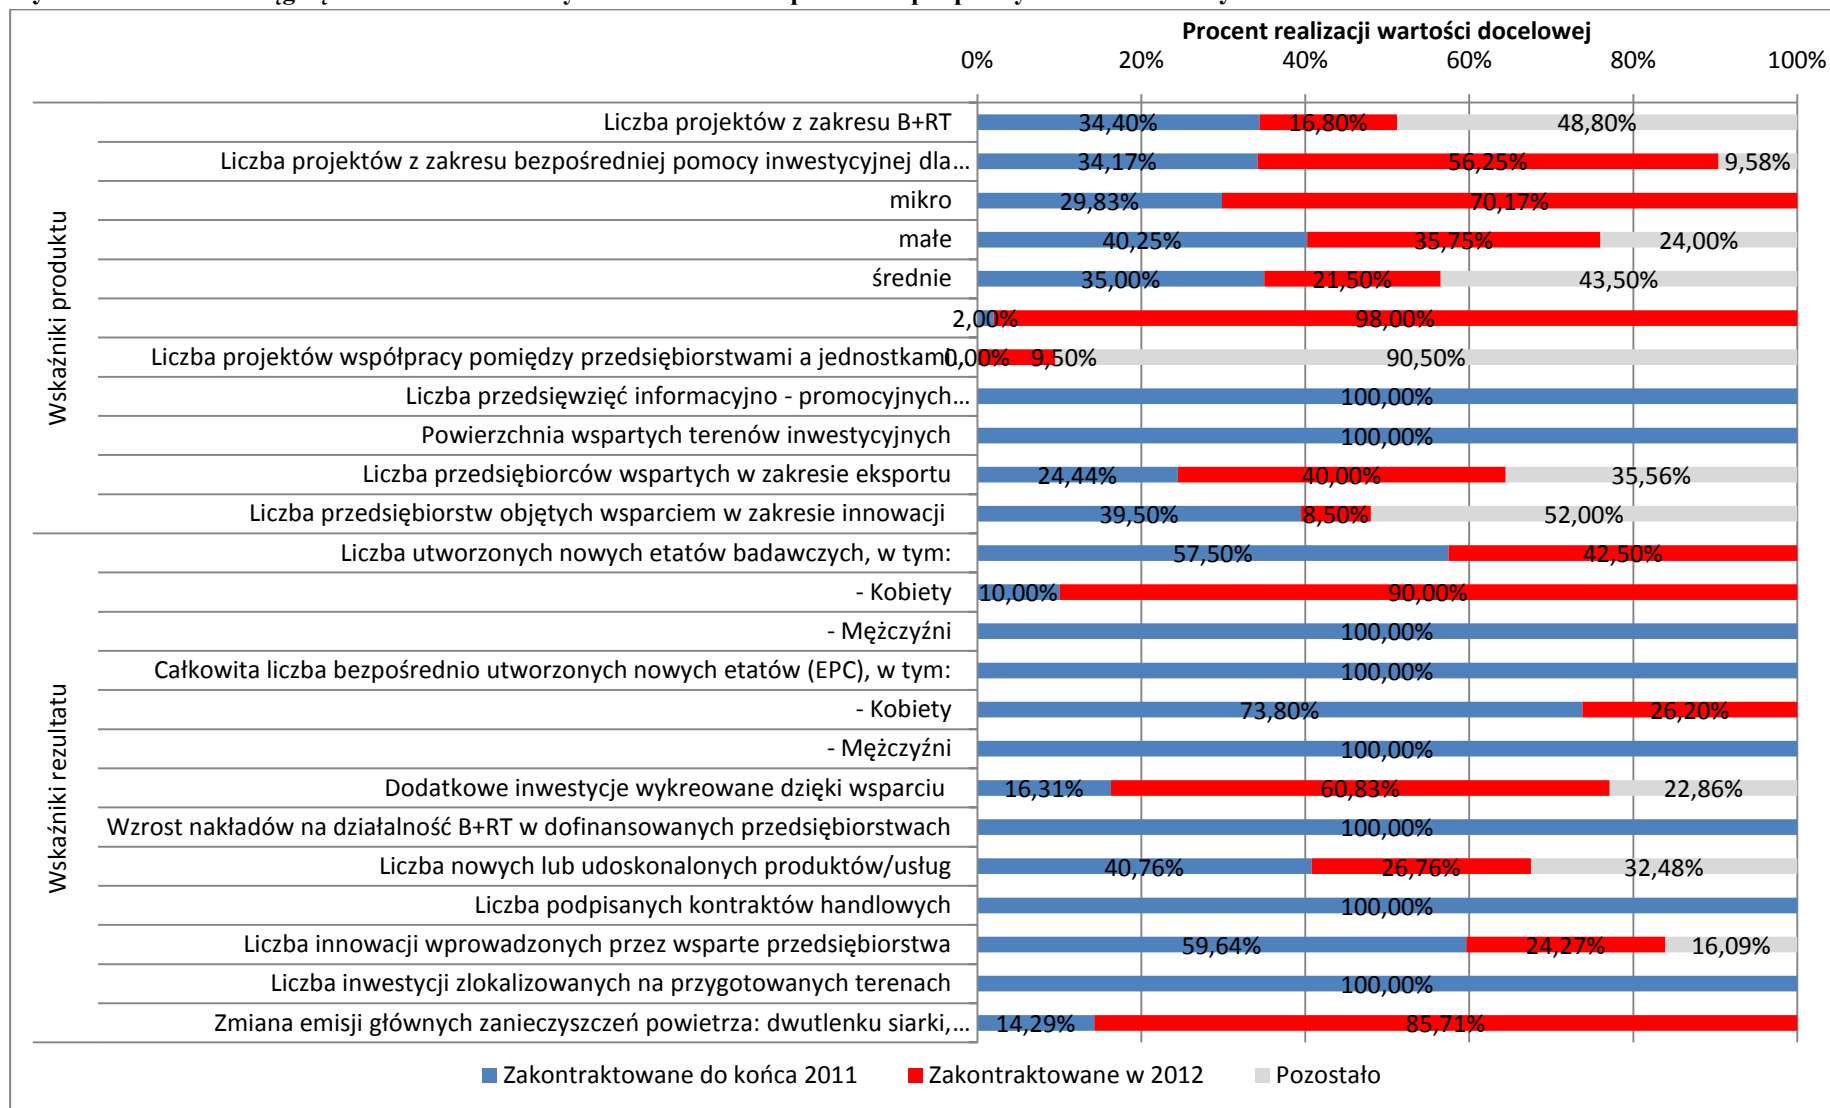 Procent realizacji wartości docelowej
0% 20% 40% 60% 80% 100%
Wskaźniki produktu
Liczba projektów z zakresu B+RT 34,40% 16,80% 48,80%
Liczba projektów z zakresu bezpośredniej pomocy inwestycyjnej dla… 34,17% 56,25% 9,58%
mikro 29,83% 70,17%
małe 40,25% 35,75% 24,00%
średnie 35,00% 21,50% 43,50%
2,00% 98,00%
Liczba projektów współpracy pomiędzy przedsiębiorstwami a jednostkami 0,00% 9,50% 90,50%
Liczba przedsięwzięć informacyjno - promocyjnych… 100,00%
Powierzchnia wspartych terenów inwestycyjnych 100,00%
Liczba przedsiębiorców wspartych w zakresie eksportu 24,44% 40,00% 35,56%
Liczba przedsiębiorstw objętych wsparciem w zakresie innowacji 39,50% 8,50% 52,00%
Wskaźniki rezultatu
Liczba utworzonych nowych etatów badawczych, w tym: 57,50% 42,50%
- Kobiety 10,00% 90,00%
- Mężczyźni 100,00%
Całkowita liczba bezpośrednio utworzonych nowych etatów (EPC), w tym: 100,00%
- Kobiety 73,80% 26,20%
- Mężczyźni 100,00%
Dodatkowe inwestycje wykreowane dzięki wsparciu 16,31% 60,83% 22,86%
Wzrost nakładów na działalność B+RT w dofinansowanych przedsiębiorstwach 100,00%
Liczba nowych lub udoskonalonych produktów/usług 40,76% 26,76% 32,48%
Liczba podpisanych kontraktów handlowych 100,00%
Liczba innowacji wprowadzonych przez wsparte przedsiębiorstwa 59,64% 24,27% 16,09%
Liczba inwestycji zlokalizowanych na przygotowanych terenach 100,00%
Zmiana emisji głównych zanieczyszczeń powietrza: dwutlenku siarki,… 14,29% 85,71%
Zakontraktowane do końca 2011 Zakontraktowane w 2012 Pozostało